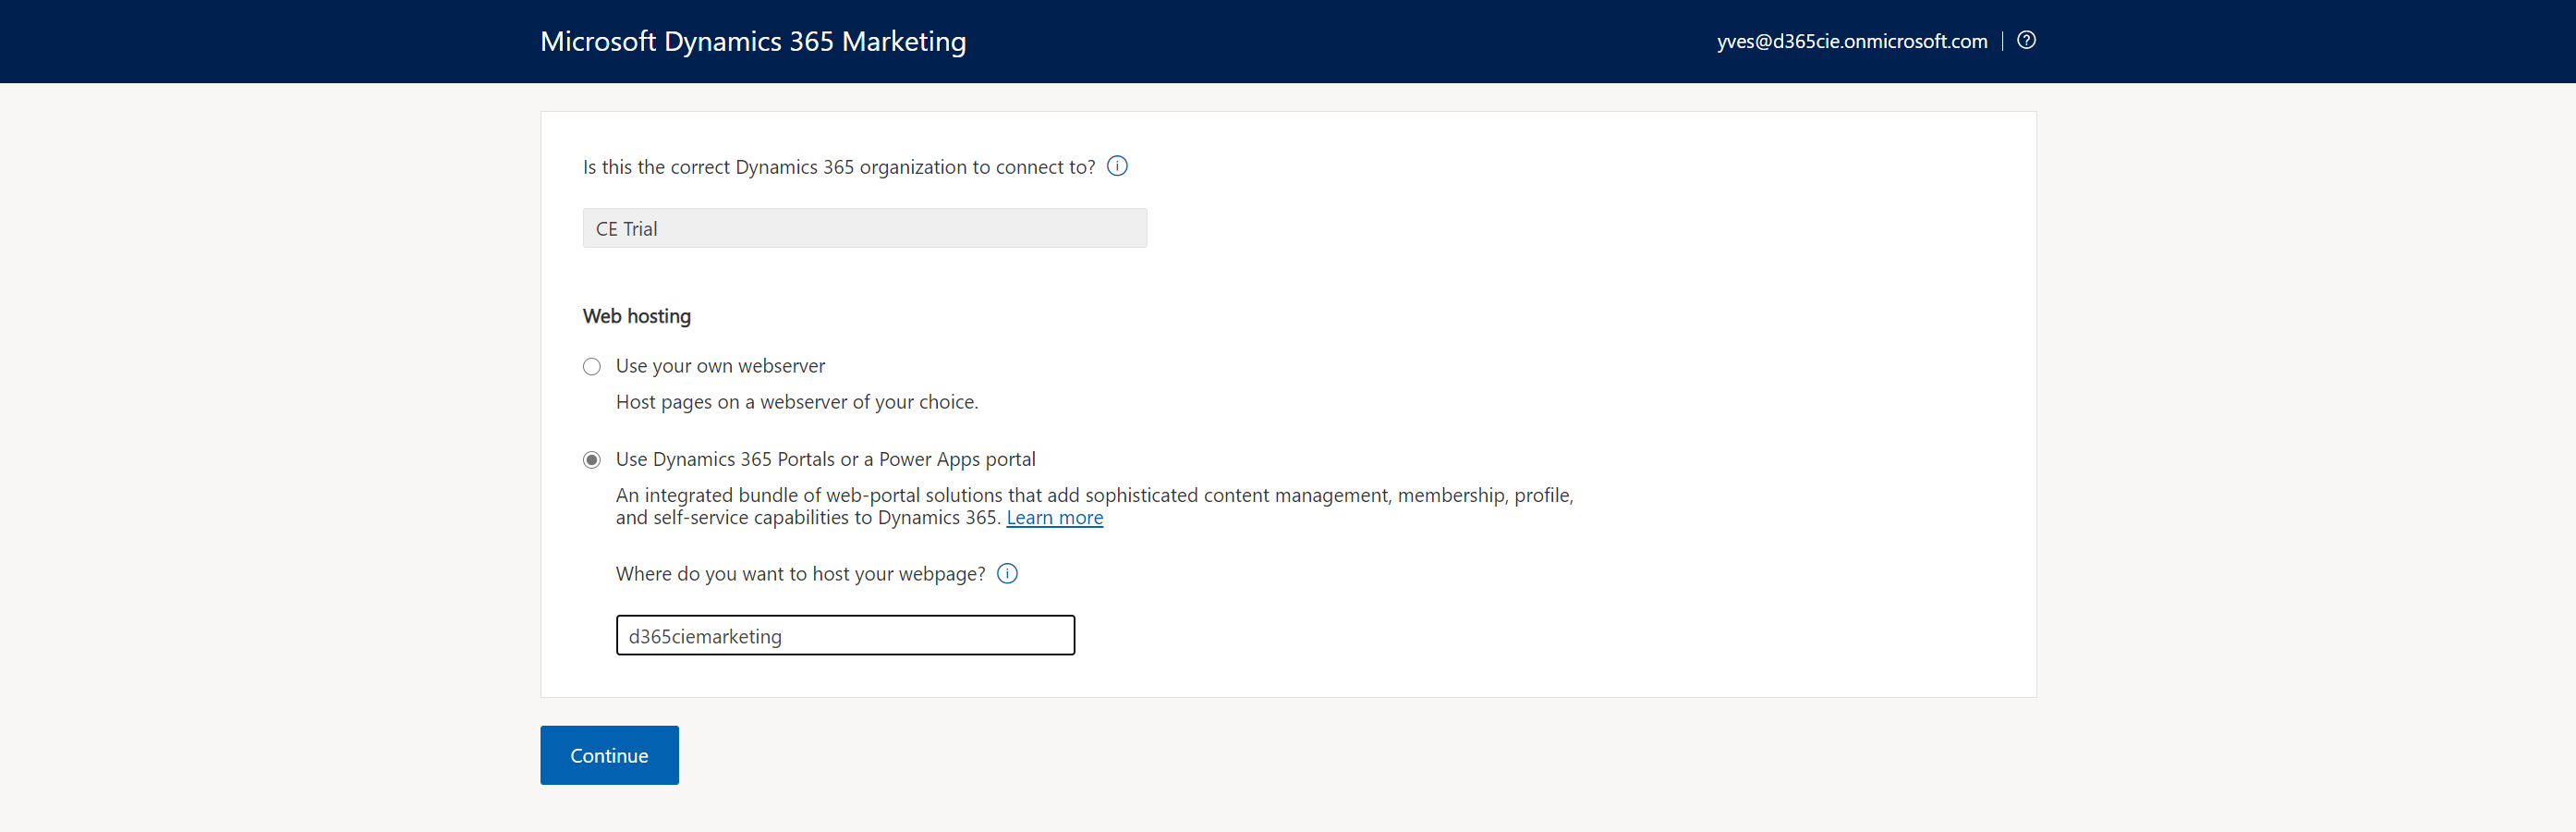 Microsoft Dynamics 365 Marketing
yves@d365cie.onmicrosoft.com
Is this the correct Dynamics 365 organization to connect to?
CE Trial
Web hosting
Use your own webserver
Host pages on a webserver of your choice.
Use Dynamics 365 Portals or a Power Apps portal
An integrated bundle of web-portal solutions that add sophisticated content management, membership, profile,
and self-service capabilities to Dynamics 365. Learn more
Where do you want to host your webpage?
d365ciemarketing
Continue